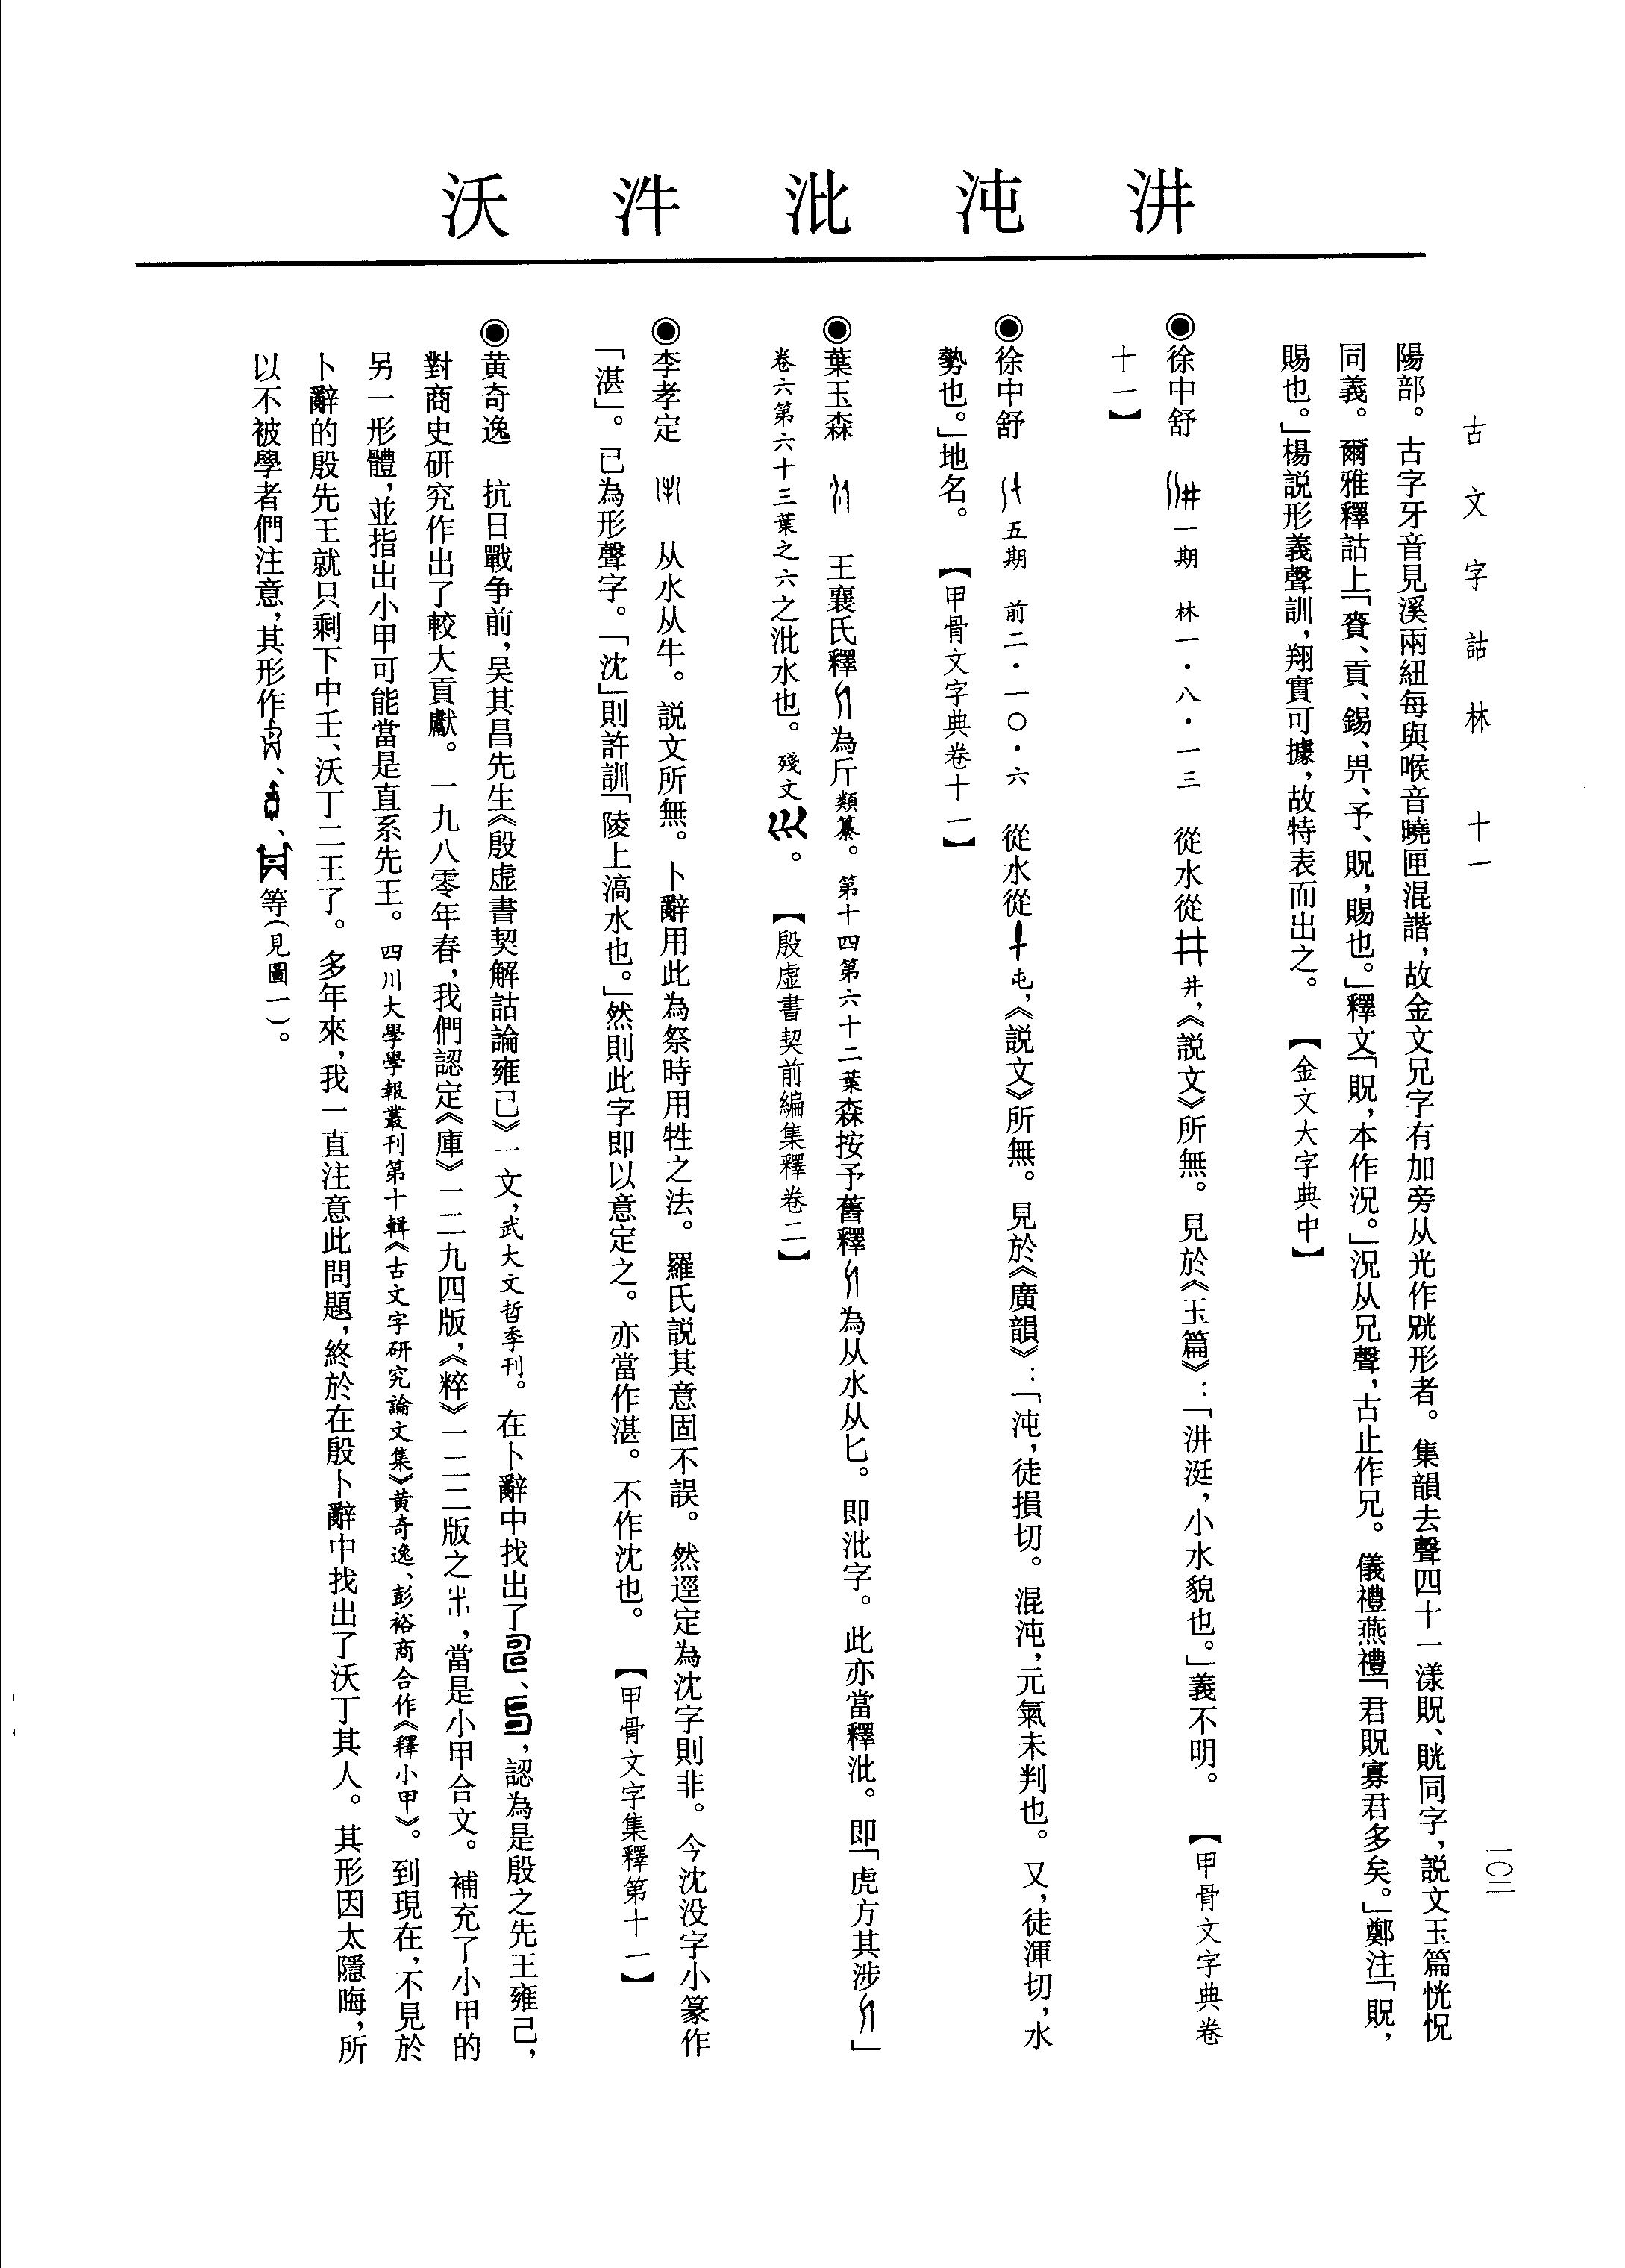 古文字詁林 十一
一〇二
汫 沌 沘 汼 沃
陽部。古字牙音見溪兩紐每與喉音曉匣混諧,故金文兄字有加旁从光作𬀩形者。集韻去聲四十一漾貺、䀮同字,説文玉篇恍怳
同義。爾雅釋詁上「賚、貢、錫、畀、予、貺,賜也。」釋文「貺,本作況。」況从兄聲,古止作兄。儀禮燕禮「君貺寡君多矣。」鄭注「貺,
賜也。」楊説形義聲訓,翔實可據,故特表而出之。 【金文大字典中】
◉徐中舒 一期 林一・八・一三 從水從井,《説文》所無。見於《玉篇》:「汫涏,小水貌也。」義不明。 【甲骨文字典卷
十一】
◉徐中舒 五期 前二・一〇・六 從水從屯,《説文》所無。見於《廣韻》:「沌,徒損切。混沌,元氣未判也。又,徒渾切,水
勢也。」地名。 【甲骨文字典卷十一】
◉葉玉森 王襄氏釋為斤類纂。第十四第六十二葉森按予舊釋為从水从匕。即沘字。此亦當釋沘。即「虎方其涉」
卷六第六十三葉之六之沘水也。殘文。 【殷虛書契前編集釋卷二】
◉李孝定 从水从牛。説文所無。卜辭用此為祭時用牲之法。羅氏説其意固不誤。然逕定為沈字則非。今沈没字小篆作
「湛」。已為形聲字。「沈」則許訓「陵上滈水也。」然則此字即以意定之。亦當作湛。不作沈也。 【甲骨文字集釋第十一】
◉黄奇逸 抗日戰争前,吴其昌先生《殷虚書契解詁論雍己》一文,武大文哲季刊。在卜辭中找出了、,認為是殷之先王雍己,
對商史研究作出了較大貢獻。一九八零年春,我們認定《庫》一二九四版,《粹》一二二版之,當是小甲合文。補充了小甲的
另一形體,並指出小甲可能當是直系先王。四川大學學報叢刊第十輯《古文字研究論文集》黄奇逸、彭裕商合作《釋小甲》。到現在,不見於
卜辭的殷先王就只剩下中壬、沃丁二王了。多年來,我一直注意此問題,終於在殷卜辭中找出了沃丁其人。其形因太隱晦,所
以不被學者們注意,其形作、、等(見圖一)。